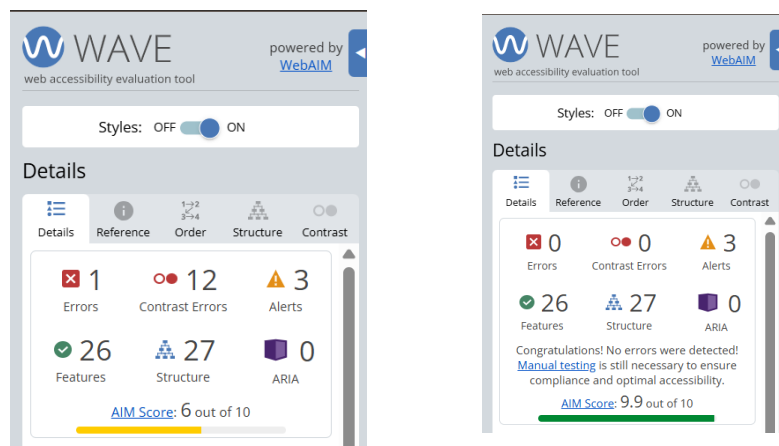 WAVE
powered by
WebAIM
web accessibility evaluation tool
Styles: OFF ON
Details
Details Reference Order Structure Contrast
1 12 3
Errors Contrast Errors Alerts
26 27 0
Features Structure ARIA
AIM Score: 6 out of 10
WAVE
powered by
WebAIM
web accessibility evaluation tool
Styles: OFF ON
Details
Details Reference Order Structure Contrast
0 0 3
Errors Contrast Errors Alerts
26 27 0
Features Structure ARIA
Congratulations! No errors were detected!
Manual testing is still necessary to ensure
compliance and optimal accessibility.
AIM Score: 9.9 out of 10